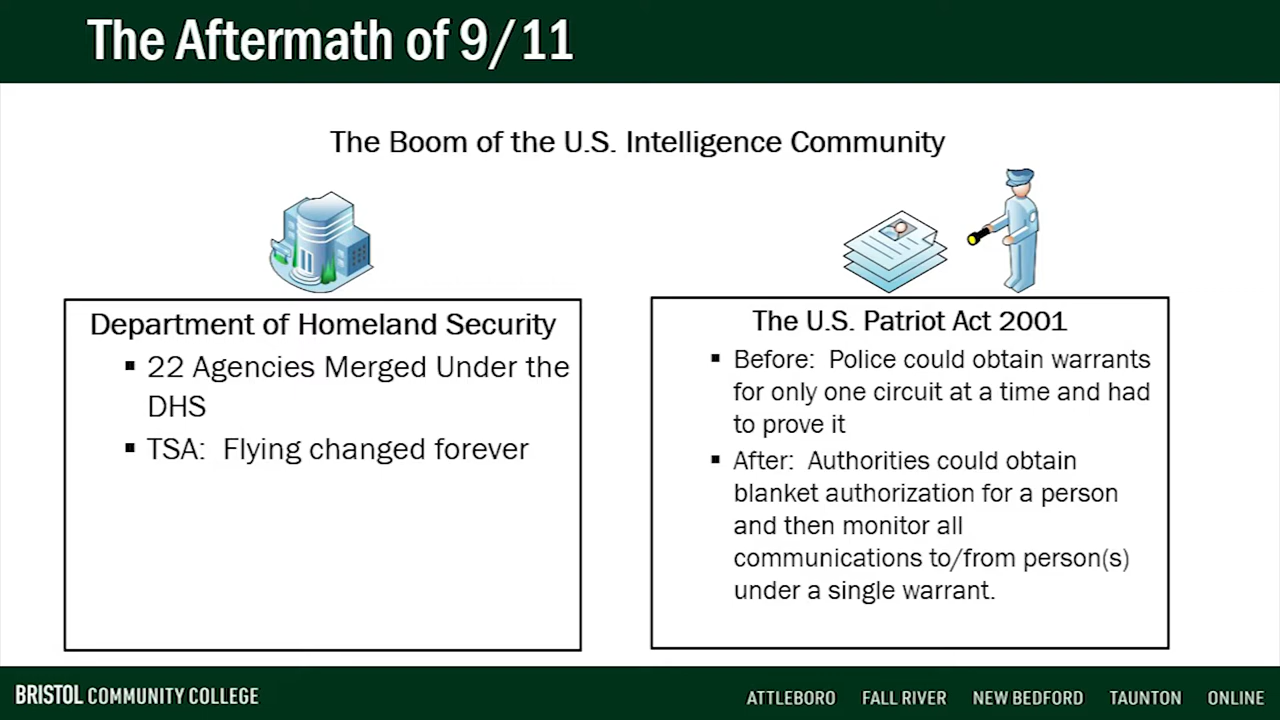 The Aftermath of 9/11
The Boom of the U.S. Intelligence Community
Department of Homeland Security
▪ 22 Agencies Merged Under the
DHS
▪ TSA:  Flying changed forever
The U.S. Patriot Act 2001
▪ Before:  Police could obtain warrants
for only one circuit at a time and had
to prove it
▪ After:  Authorities could obtain
blanket authorization for a person
and then monitor all
communications to/from person(s)
under a single warrant.
BRISTOL COMMUNITY COLLEGE
ATTLEBORO FALL RIVER NEW BEDFORD TAUNTON ONLINE